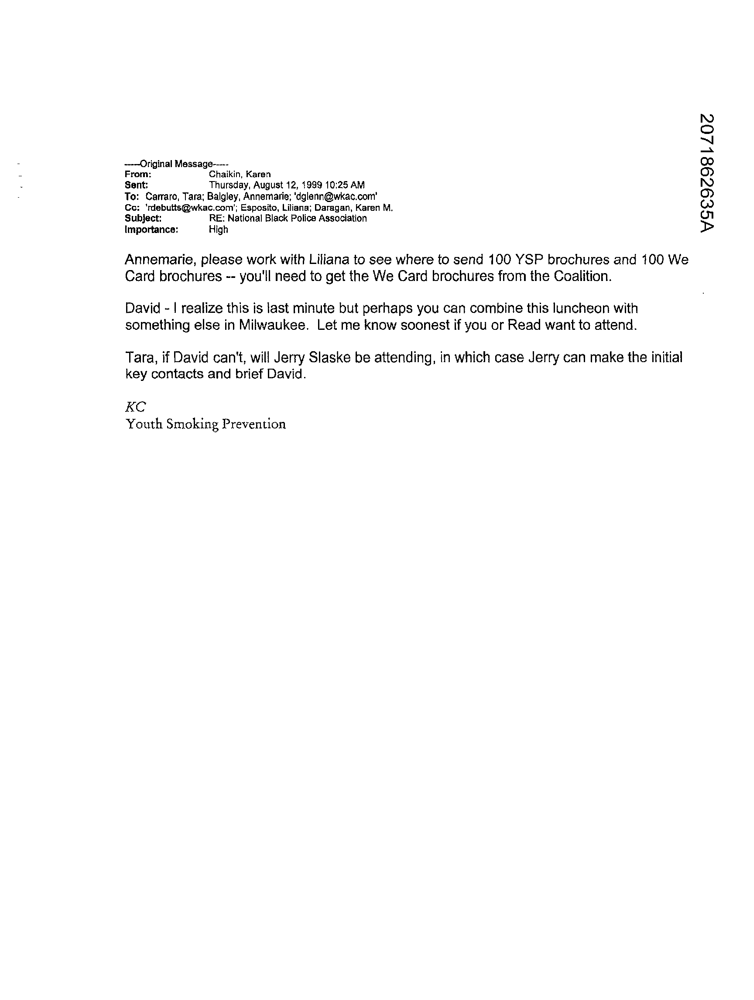 -----Original Message-----
From: Chaikin, Karen
Sent: Thursday, August 12, 1999 10:25 AM
To: Carraro, Tara; Balgley, Annemarie; 'dglenn@wkac.com'
Cc: 'rdebutts@wkac.com'; Esposito, Liliana; Daragan, Karen M.
Subject: RE: National Black Police Association
Importance: High
Annemarie, please work with Liliana to see where to send 100 YSP brochures and 100 We
Card brochures -- you'll need to get the We Card brochures from the Coalition.
David - I realize this is last minute but perhaps you can combine this luncheon with
something else in Milwaukee. Let me know soonest if you or Read want to attend.
Tara, if David can't, will Jerry Slaske be attending, in which case Jerry can make the initial
key contacts and brief David.
KC
Youth Smoking Prevention
2071862635A